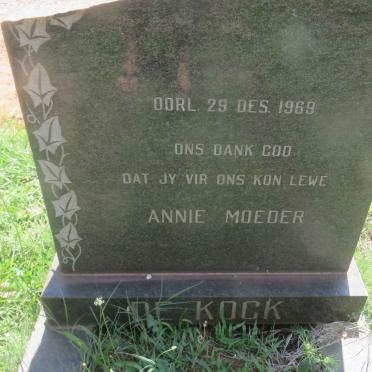 OORL. 29 DES. 1969
ONS DANK GOD
DAT JY VIR ONS KON LEWE
ANNIE MOEDER
DE KOCK